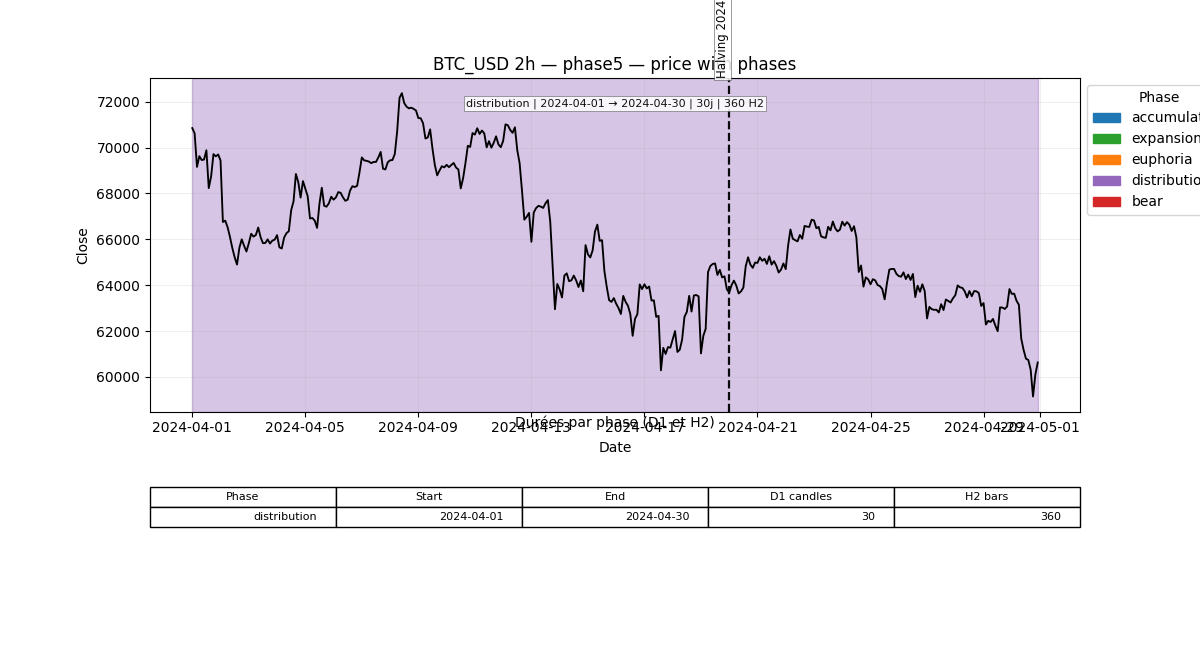 Halving 2024
BTC_USD 2h — phase5 — price with phases
distribution | 2024-04-01 → 2024-04-30 | 30j | 360 H2
Phase
accumulat
expansion
euphoria
distributio
bear
Close
72000
70000
68000
66000
64000
62000
60000
Durées par phase (D1 et H2)
2024-04-01 2024-04-05 2024-04-09 2024-04-13 2024-04-17 2024-04-21 2024-04-25 2024-04-29 2024-05-01
Date
Phase Start End D1 candles H2 bars
distribution 2024-04-01 2024-04-30 30 360